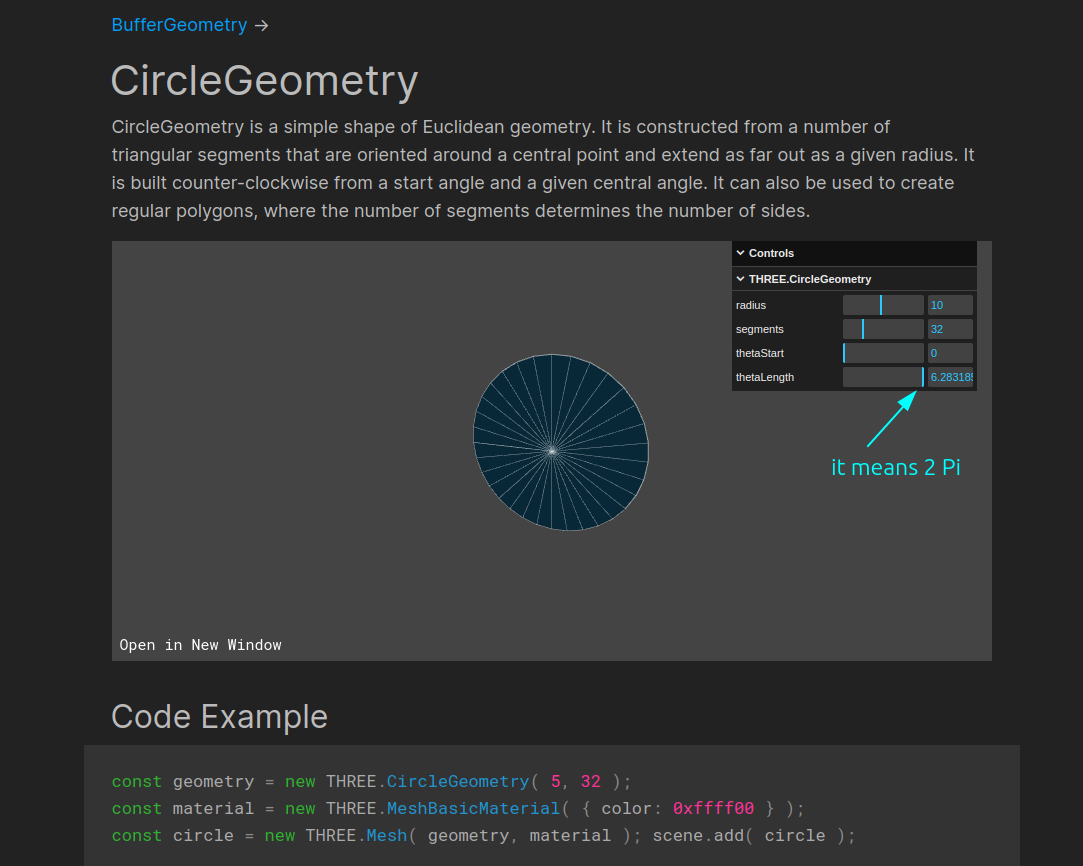 BufferGeometry →
CircleGeometry
CircleGeometry is a simple shape of Euclidean geometry. It is constructed from a number of
triangular segments that are oriented around a central point and extend as far out as a given radius. It
is built counter-clockwise from a start angle and a given central angle. It can also be used to create
regular polygons, where the number of segments determines the number of sides.
Controls
THREE.CircleGeometry
radius 10
segments 32
thetaStart 0
thetaLength 6.283185
it means 2 Pi
Open in New Window
Code Example
const geometry = new THREE.CircleGeometry( 5, 32 );
const material = new THREE.MeshBasicMaterial( { color: 0xffff00 } );
const circle = new THREE.Mesh( geometry, material ); scene.add( circle );